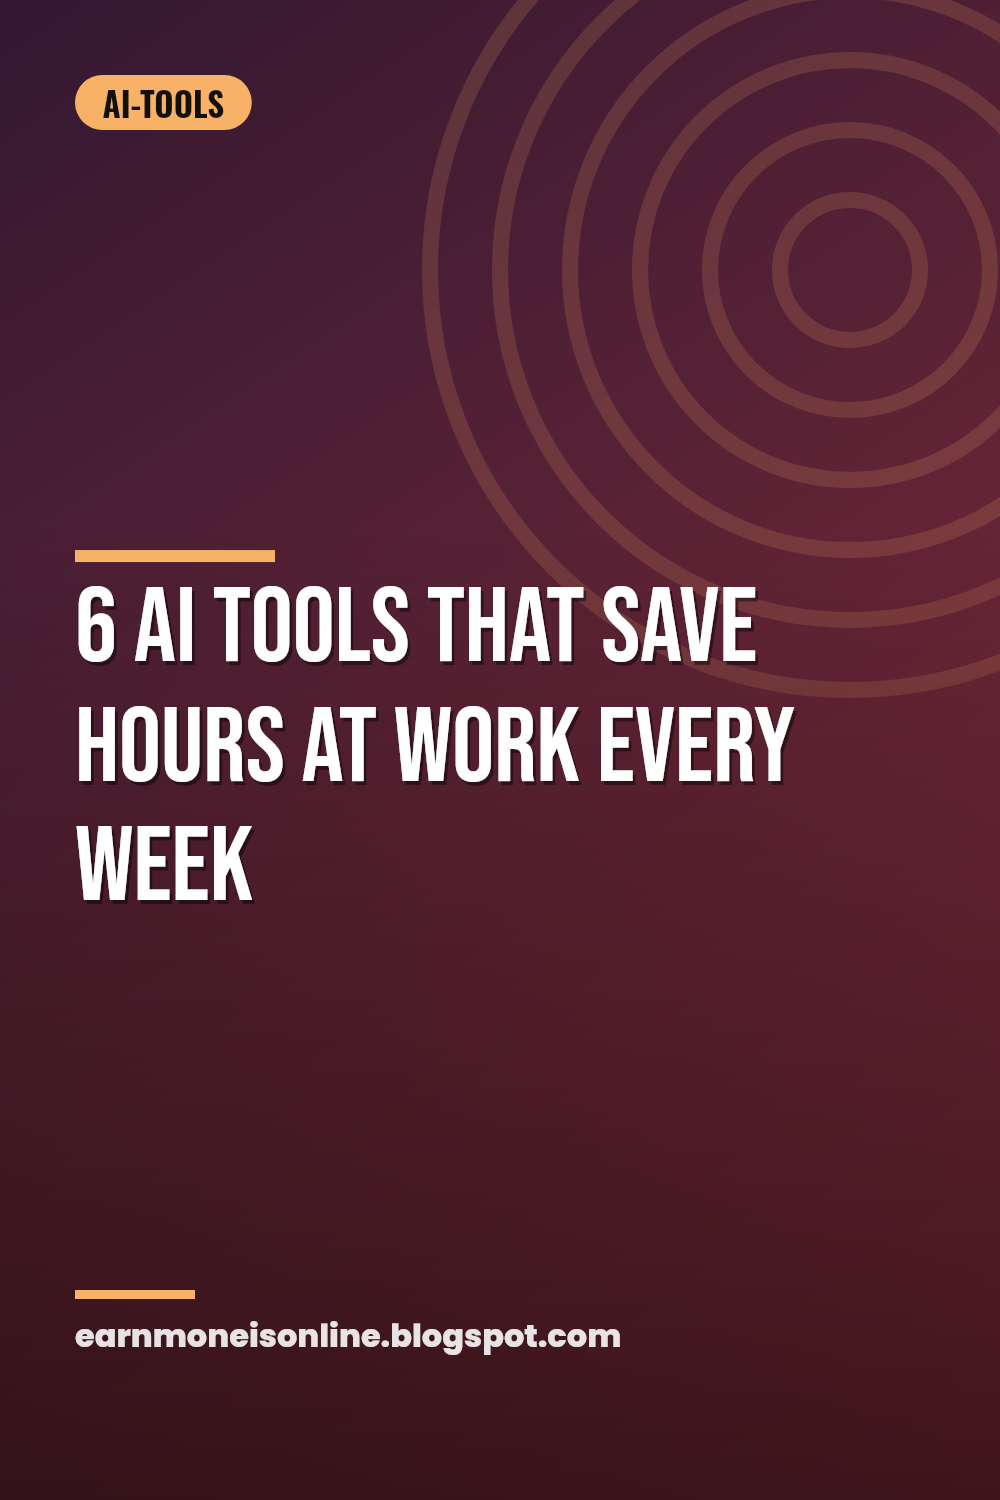 AI-TOOLS
6 AI TOOLS THAT SAVE
HOURS AT WORK EVERY
WEEK
earnmoneisonline.blogspot.com